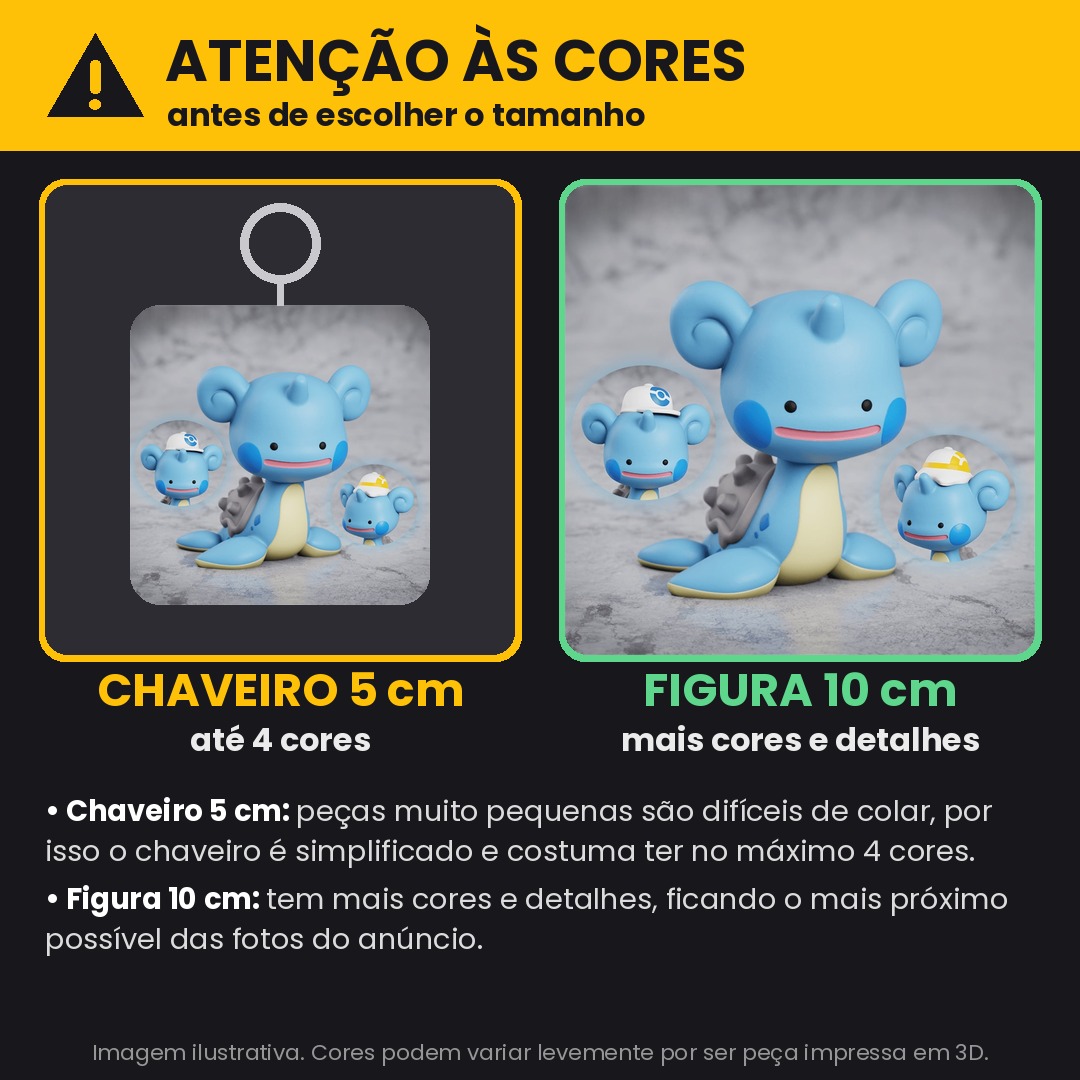 ATENÇÃO ÀS CORES
antes de escolher o tamanho
CHAVEIRO 5 cm
até 4 cores
FIGURA 10 cm
mais cores e detalhes
• Chaveiro 5 cm: peças muito pequenas são difíceis de colar, por
isso o chaveiro é simplificado e costuma ter no máximo 4 cores.
• Figura 10 cm: tem mais cores e detalhes, ficando o mais próximo
possível das fotos do anúncio.
Imagem ilustrativa. Cores podem variar levemente por ser peça impressa em 3D.